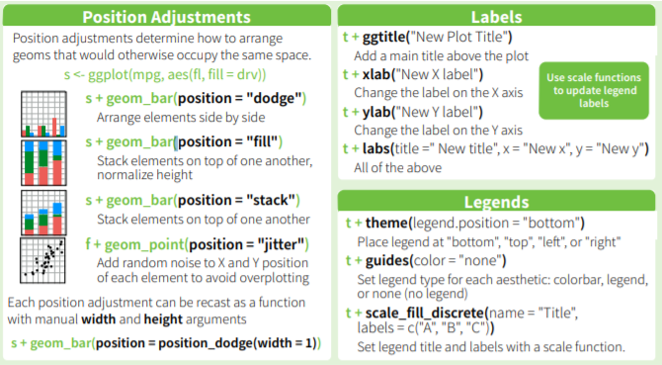 Position Adjustments
Position adjustments determine how to arrange
geoms that would otherwise occupy the same space.
s <- ggplot(mpg, aes(fl, fill = drv))
s + geom_bar(position = "dodge")
Arrange elements side by side
s + geom_bar(position = "fill")
Stack elements on top of one another,
normalize height
s + geom_bar(position = "stack")
Stack elements on top of one another
f + geom_point(position = "jitter")
Add random noise to X and Y position
of each element to avoid overplotting
Each position adjustment can be recast as a function
with manual width and height arguments
s + geom_bar(position = position_dodge(width = 1))
Labels
t + ggtitle("New Plot Title")
Add a main title above the plot
t + xlab("New X label")
Change the label on the X axis
t + ylab("New Y label")
Change the label on the Y axis
t + labs(title =" New title", x = "New x", y = "New y")
All of the above
Use scale functions
to update legend
labels
Legends
t + theme(legend.position = "bottom")
Place legend at "bottom", "top", "left", or "right"
t + guides(color = "none")
Set legend type for each aesthetic: colorbar, legend,
or none (no legend)
t + scale_fill_discrete(name = "Title",
labels = c("A", "B", "C"))
Set legend title and labels with a scale function.